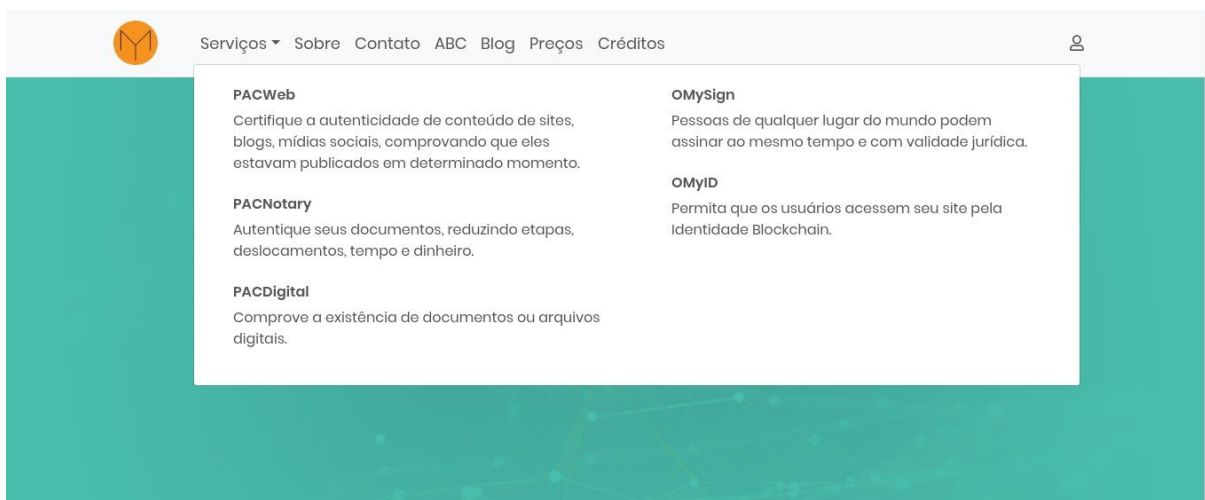 Serviços Sobre Contato ABC Blog Preços Créditos
PACWeb
Certifique a autenticidade de conteúdo de sites,
blogs, mídias sociais, comprovando que eles
estavam publicados em determinado momento.
PACNotary
Autentique seus documentos, reduzindo etapas,
deslocamentos, tempo e dinheiro.
PACDigital
Comprove a existência de documentos ou arquivos
digitais.
OMySign
Pessoas de qualquer lugar do mundo podem
assinar ao mesmo tempo e com validade jurídica.
OMyID
Permita que os usuários acessem seu site pela
Identidade Blockchain.